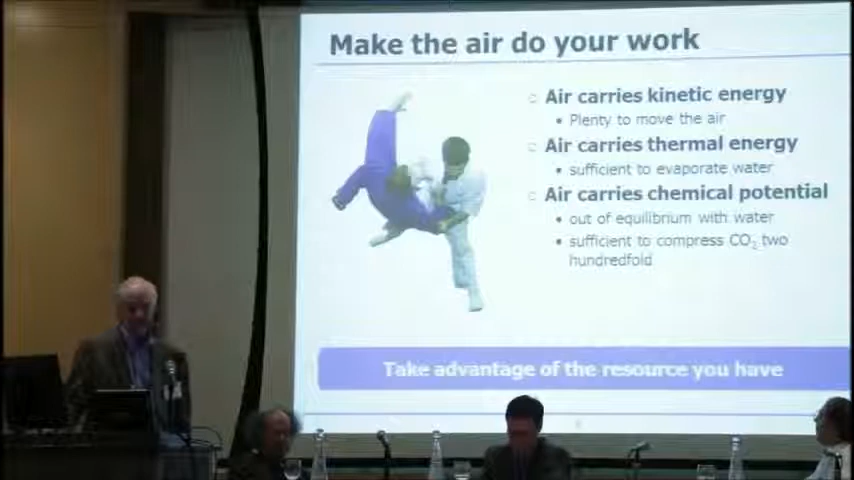 Make the air do your work
Air carries kinetic energy
Plenty to move the air
Air carries thermal energy
sufficient to evaporate water
Air carries chemical potential
out of equilibrium with water
sufficient to compress CO₂ two
hundredfold
Take advantage of the resource you have